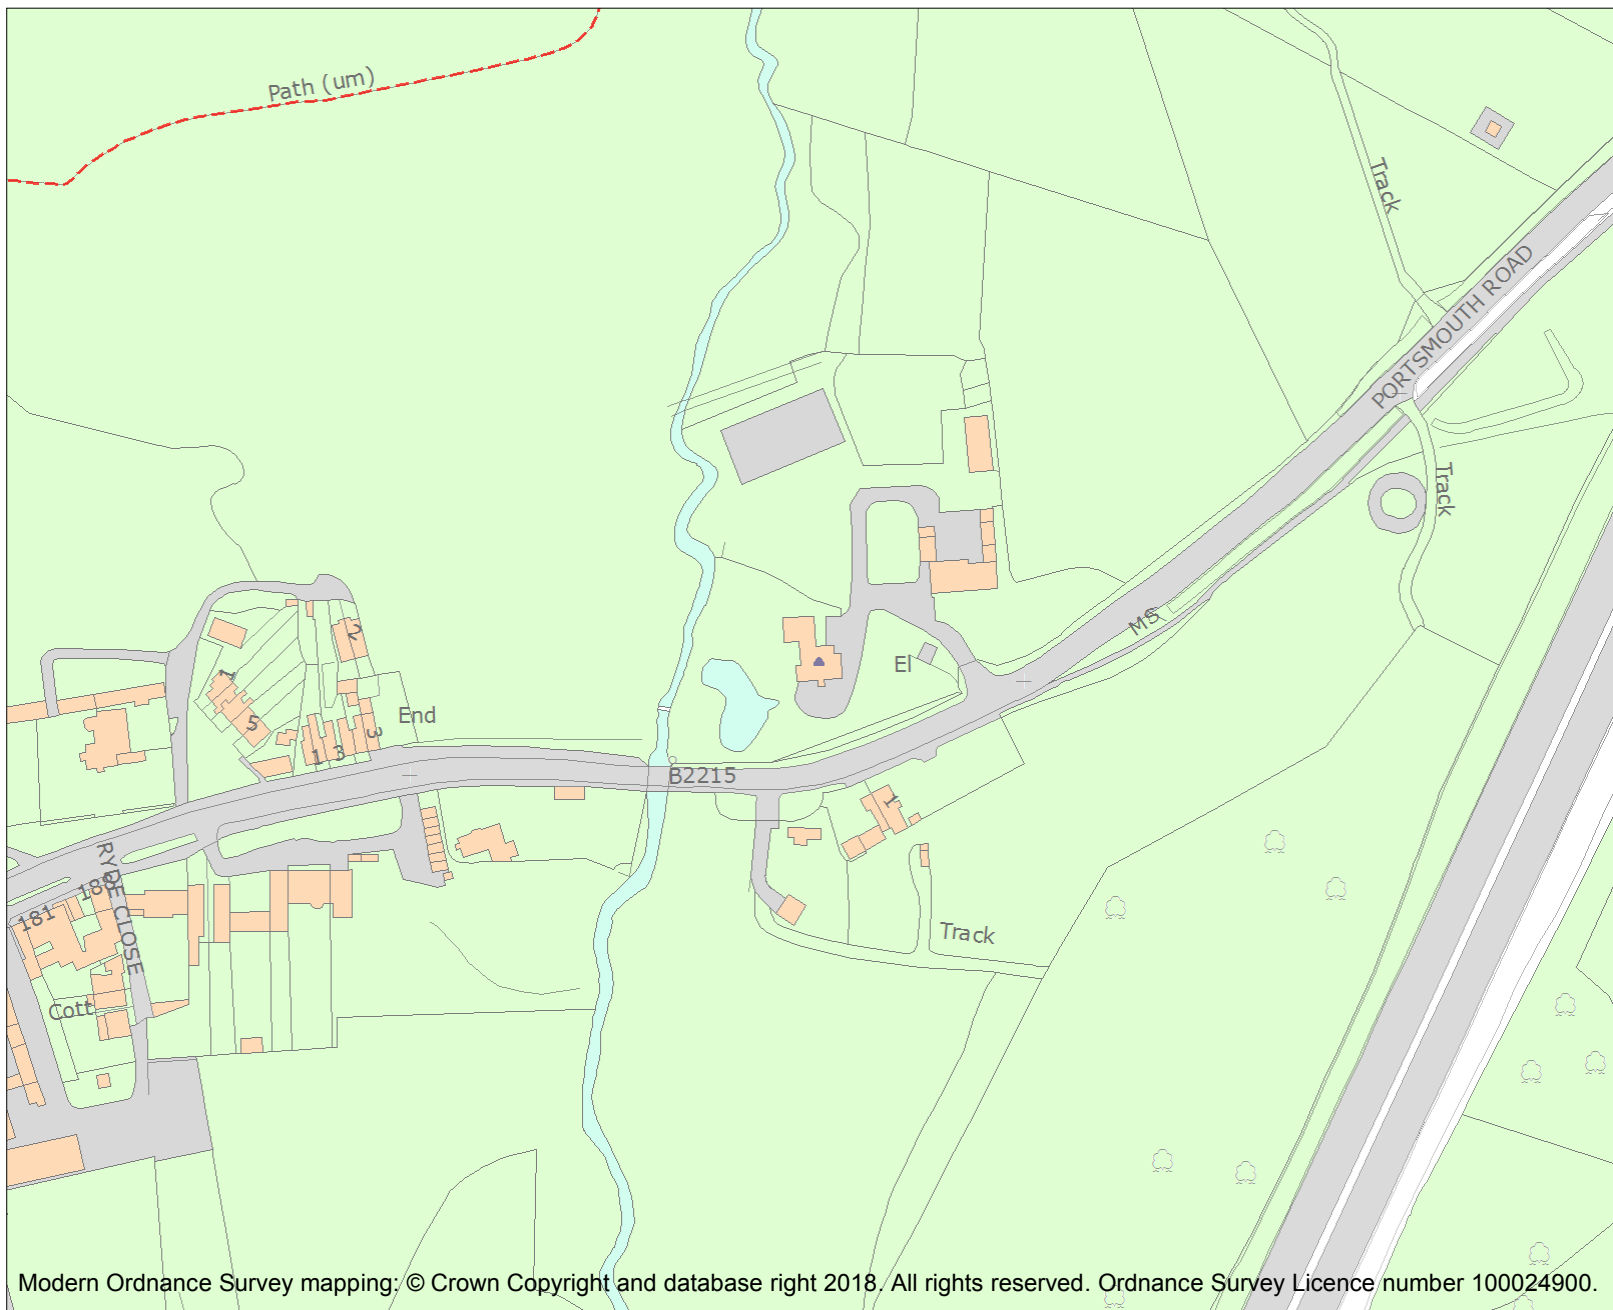 Path (um)
Track
PORTSMOUTH ROAD
Track
MS
2
1
El
5
End
3
1
3
B2215
1
RYDE CLOSE
188
181
Track
Cott
Modern Ordnance Survey mapping: © Crown Copyright and database right 2018. All rights reserved. Ordnance Survey Licence number 100024900.